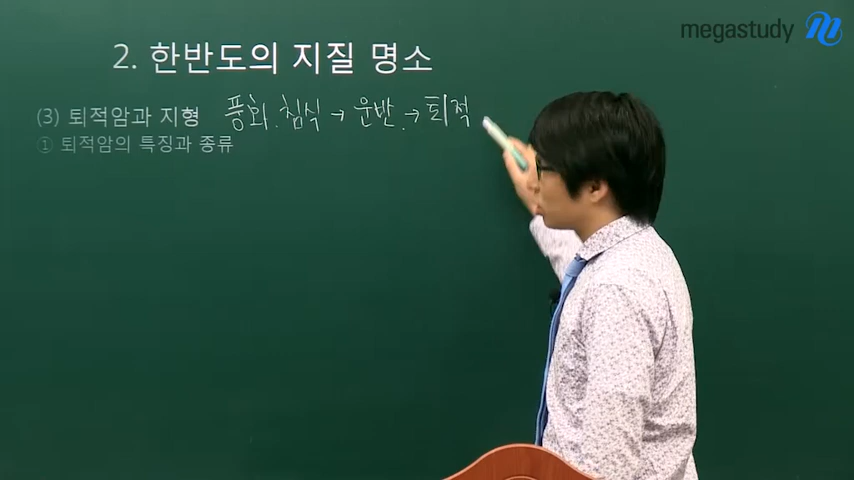 megastudy
2. 한반도의 지질 명소
(3) 퇴적암과 지형 풍화.침식 → 운반. → 퇴적
① 퇴적암의 특징과 종류